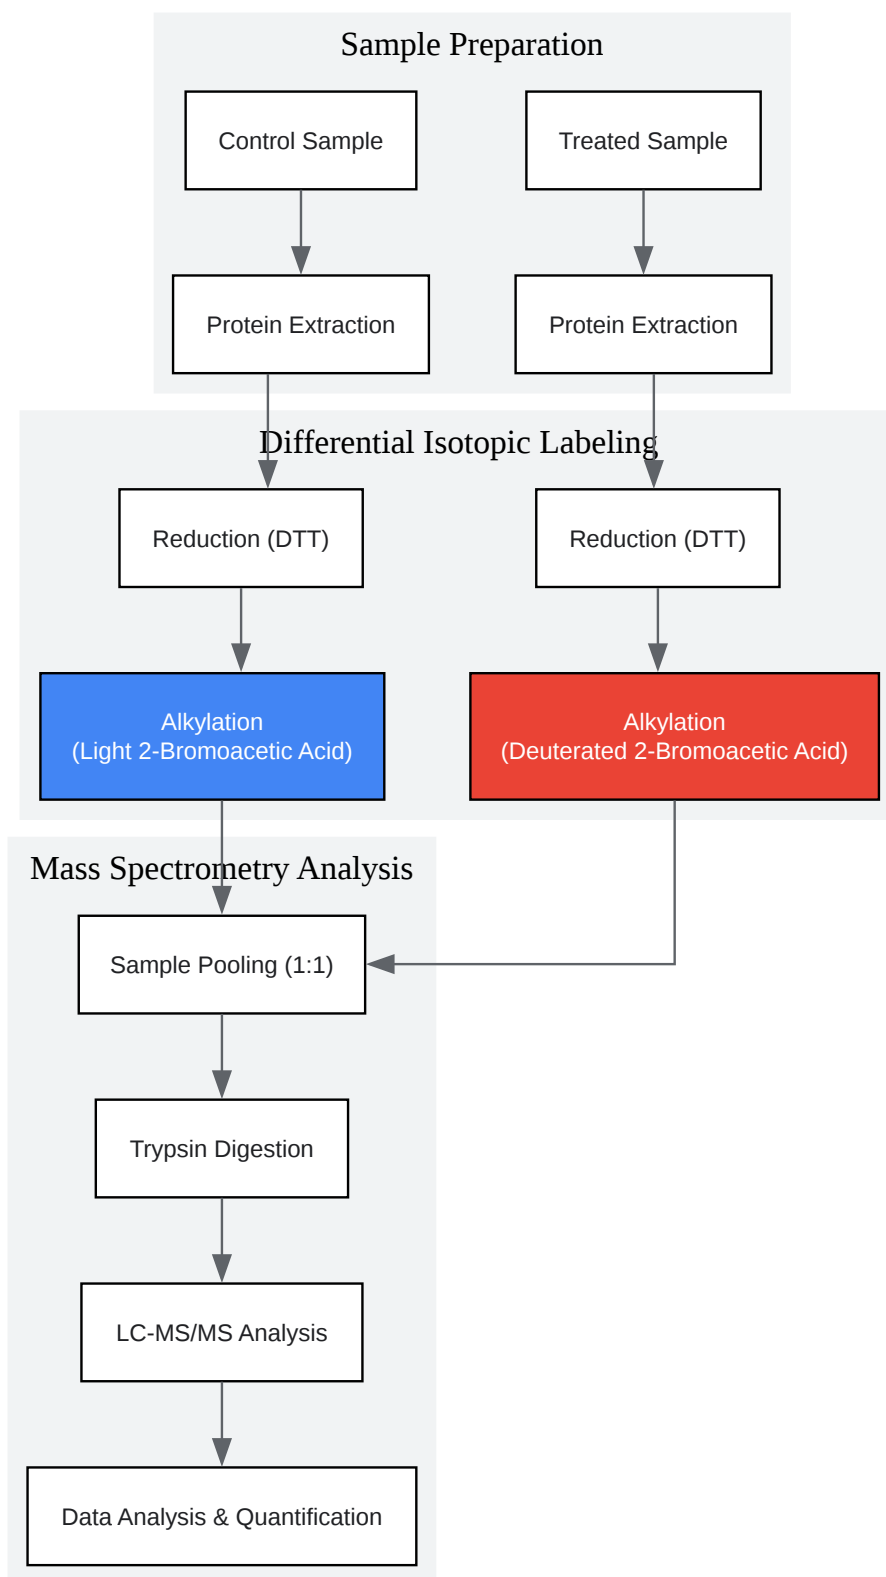 Sample Preparation
Control Sample
Treated Sample
Protein Extraction
Protein Extraction
Differential Isotopic Labeling
Reduction (DTT)
Reduction (DTT)
Alkylation
(Light 2-Bromoacetic Acid)
Alkylation
(Deuterated 2-Bromoacetic Acid)
Mass Spectrometry Analysis
Sample Pooling (1:1)
Trypsin Digestion
LC-MS/MS Analysis
Data Analysis & Quantification